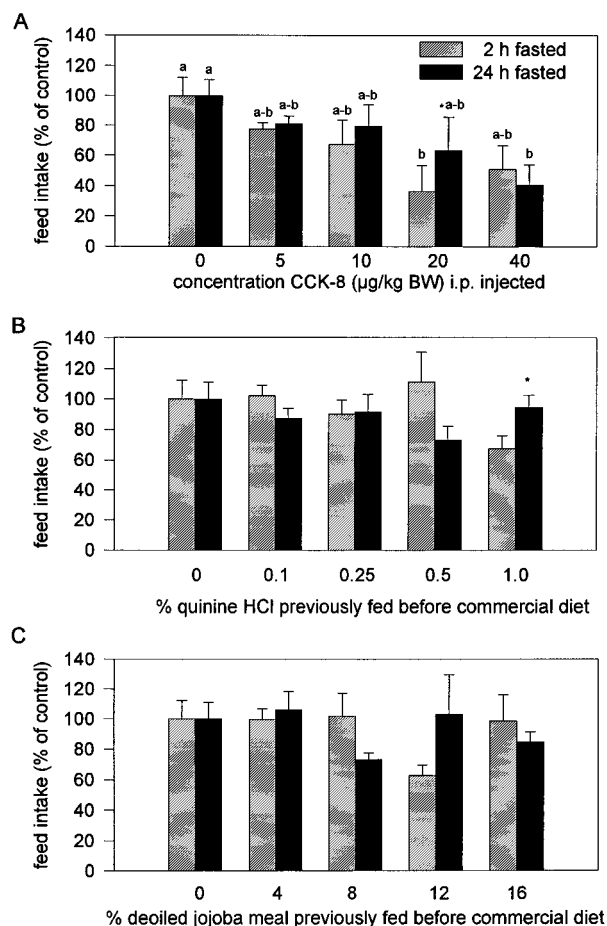 A
140
120
100
80
60
40
20
0
feed intake (% of control)
2 h fasted
24 h fasted
a a a-b a-b a-b a-b b *a-b a-b b
0 5 10 20 40
concentration CCK-8 (µg/kg BW) i.p. injected
B
140
120
100
80
60
40
20
0
feed intake (% of control)
*
0 0.1 0.25 0.5 1.0
% quinine HCl previously fed before commercial diet
C
140
120
100
80
60
40
20
0
feed intake (% of control)
0 4 8 12 16
% deoiled jojoba meal previously fed before commercial diet